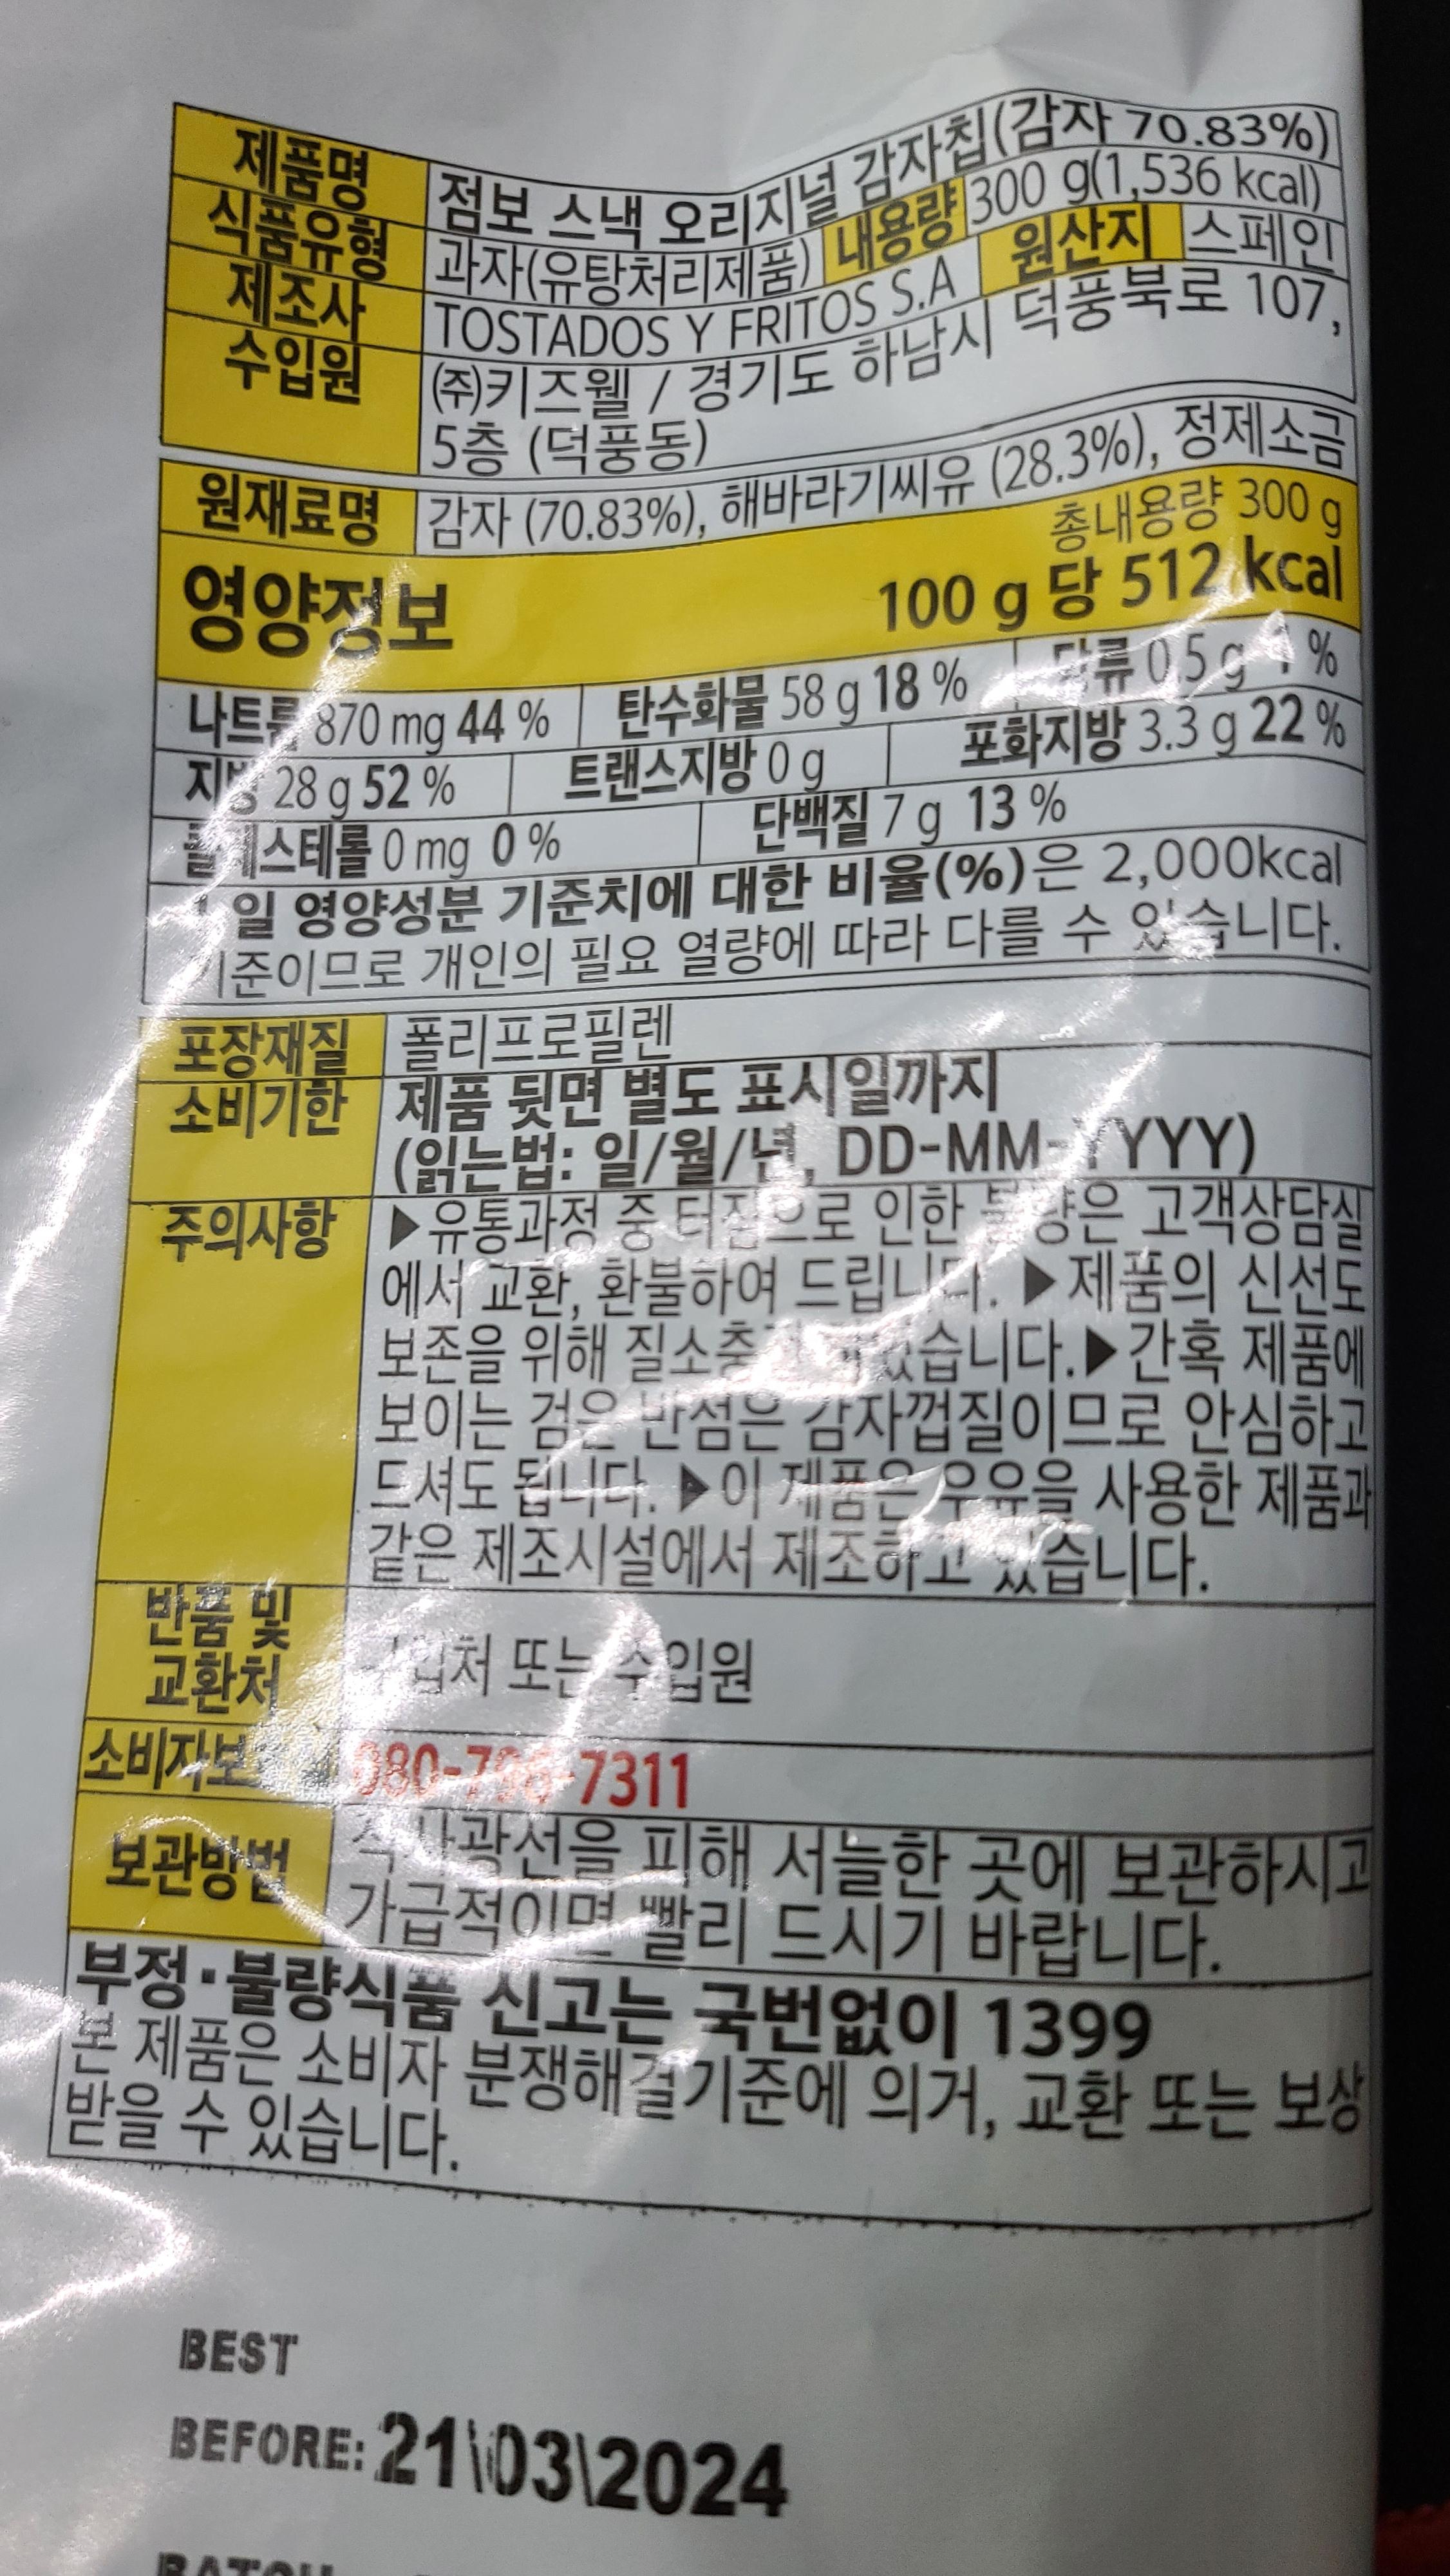 제품명 점보 스낵 오리지널 감자칩(감자 70.83%)
식품유형 과자(유탕처리제품) 내용량 300 g(1,536 kcal)
제조사 TOSTADOS Y FRITOS S.A 원산지 스페인
수입원 ㈜키즈웰 / 경기도 하남시 덕풍북로 107,
5층 (덕풍동)
원재료명 감자 (70.83%), 해바라기씨유 (28.3%), 정제소금
총내용량 300 g
영양정보 100 g 당 512 kcal
나트륨 870 mg 44 % 탄수화물 58 g 18 % 당류 0.5 g 1 %
지방 28 g 52 % 트랜스지방 0 g 포화지방 3.3 g 22 %
콜레스테롤 0 mg 0 % 단백질 7 g 13 %
1일 영양성분 기준치에 대한 비율(%)은 2,000kcal
기준이므로 개인의 필요 열량에 따라 다를 수 있습니다.
포장재질 폴리프로필렌
소비기한 제품 뒷면 별도 표시일까지
(읽는법: 일/월/년, DD-MM-YYYY)
주의사항 ▶유통과정 중 터짐으로 인한 불량은 고객상담실
에서 교환, 환불하여 드립니다. ▶제품의 신선도
보존을 위해 습니다.▶간혹 제품에
보이는 검은 반점은 감자껍질이므로 안심하고
드셔도 됩니다. ▶이 제품은 우유을 사용한 제품과
같은 제조시설에서 제조하고 있습니다.
반품 및
교환처 구입처 또는 수입원
080-796-7311
보관방법 직사광선을 피해 서늘한 곳에 보관하시고
가급적이면 빨리 드시기 바랍니다.
부정·불량식품 신고는 국번없이 1399
본 제품은 소비자 분쟁해결기준에 의거, 교환 또는 보상
받을 수 있습니다.
BEST
BEFORE: 21\03\2024